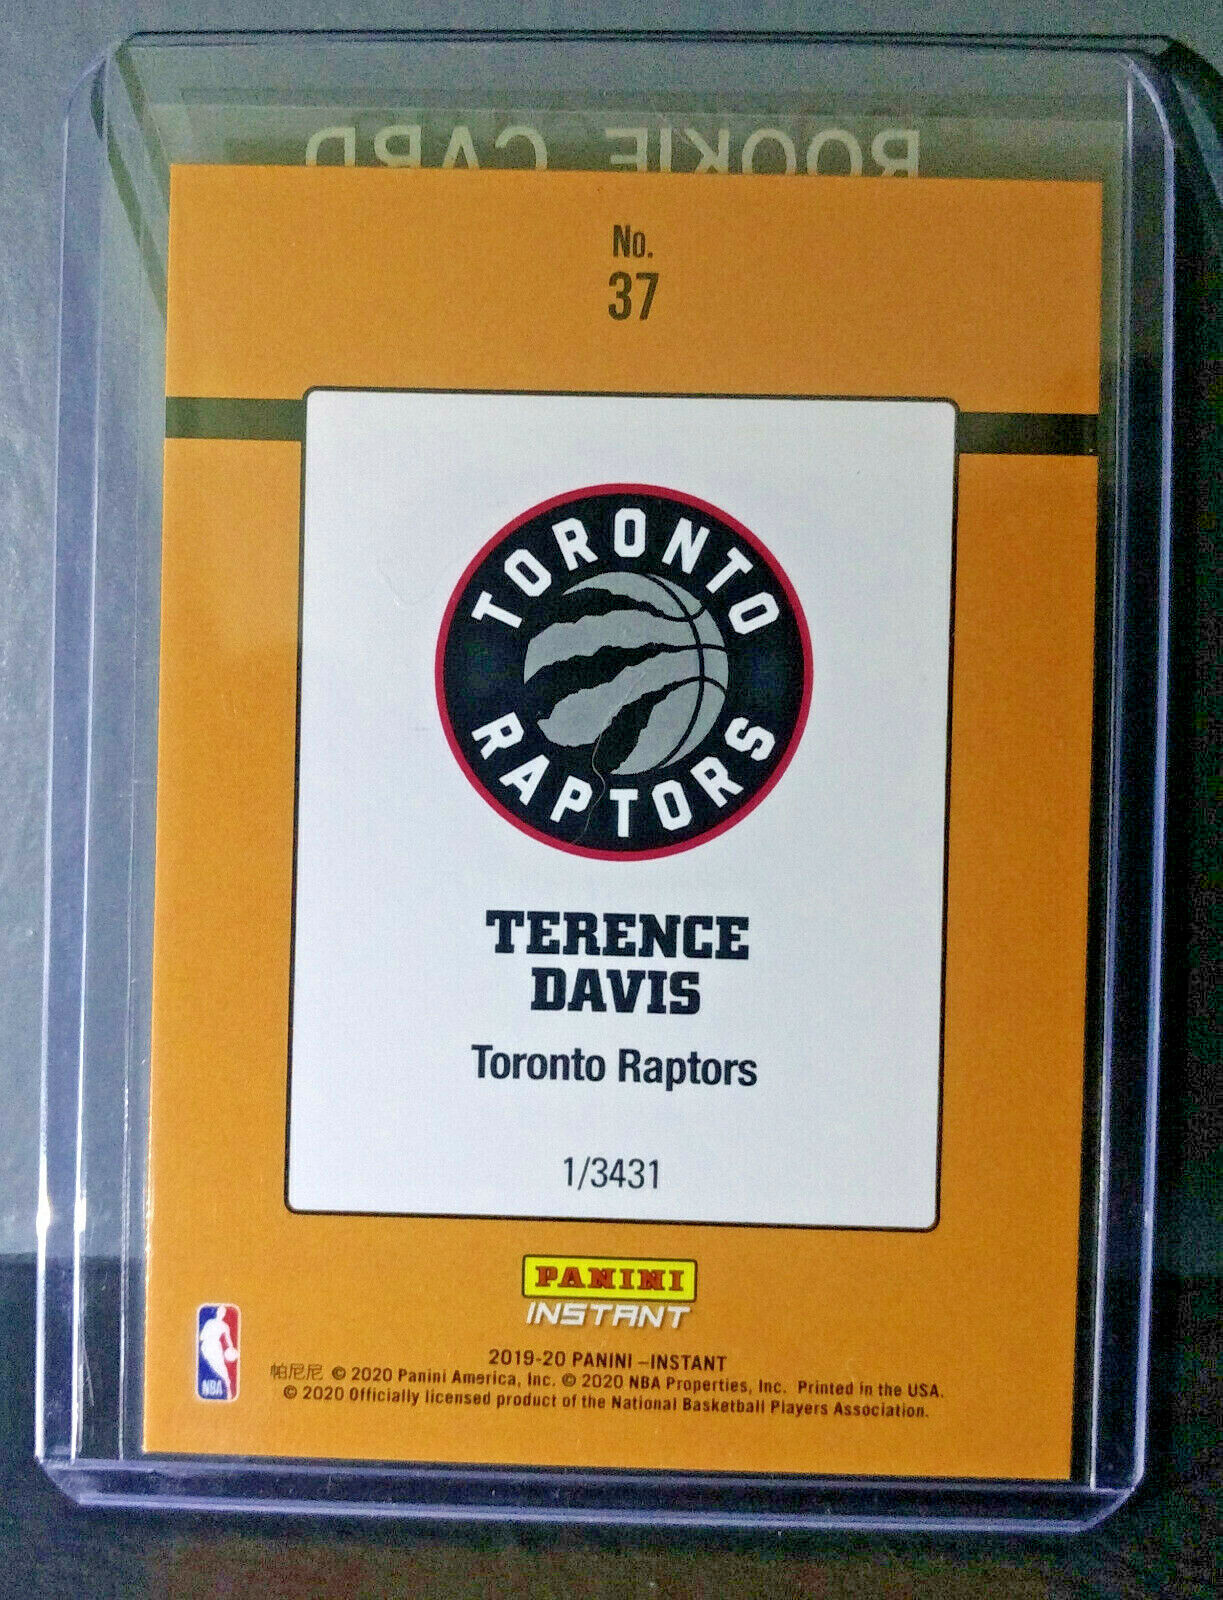 ROOKIE CARD
No.
37
TORONTO
RAPTORS
TERENCE
DAVIS
Toronto Raptors
1/3431
PANINI
INSTANT
NBA
2019-20 PANINI –INSTANT
帕尼尼 © 2020 Panini America, Inc. © 2020 NBA Properties, Inc. Printed in the USA.
© 2020 Officially licensed product of the National Basketball Players Association.